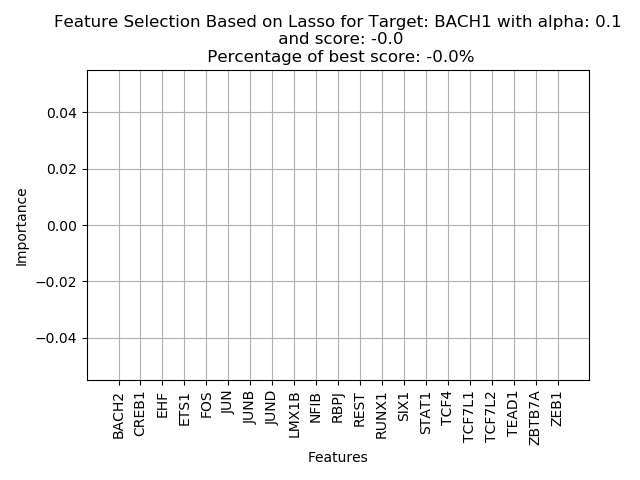 Feature Selection Based on Lasso for Target: BACH1 with alpha: 0.1
and score: -0.0
Percentage of best score: -0.0%
Importance
0.04
0.02
0.00
−0.02
−0.04
BACH2
CREB1
EHF
ETS1
FOS
JUN
JUNB
JUND
LMX1B
NFIB
RBPJ
REST
RUNX1
SIX1
STAT1
TCF4
TCF7L1
TCF7L2
TEAD1
ZBTB7A
ZEB1
Features